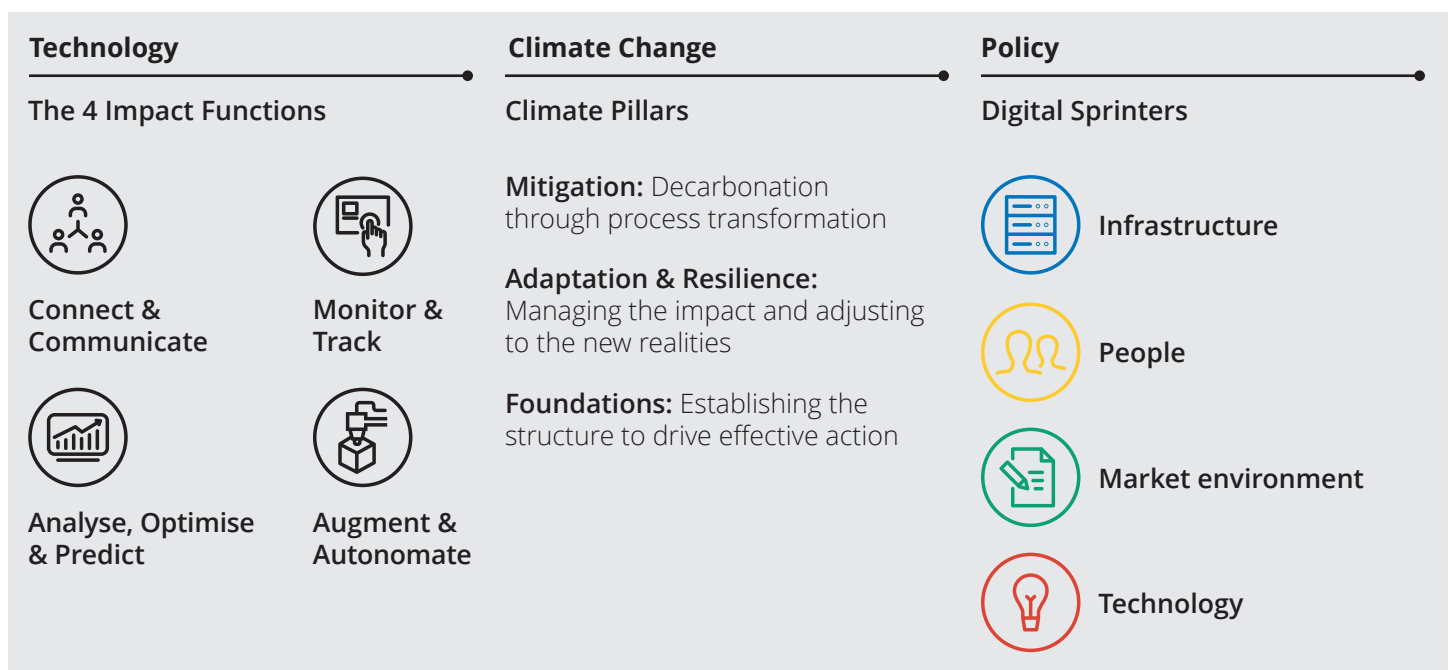 Technology
The 4 Impact Functions
Connect &
Communicate
Monitor &
Track
Analyse, Optimise
& Predict
Augment &
Autonomate
Climate Change
Climate Pillars
Mitigation: Decarbonation
through process transformation
Adaptation & Resilience:
Managing the impact and adjusting
to the new realities
Foundations: Establishing the
structure to drive effective action
Policy
Digital Sprinters
Infrastructure
People
Market environment
Technology